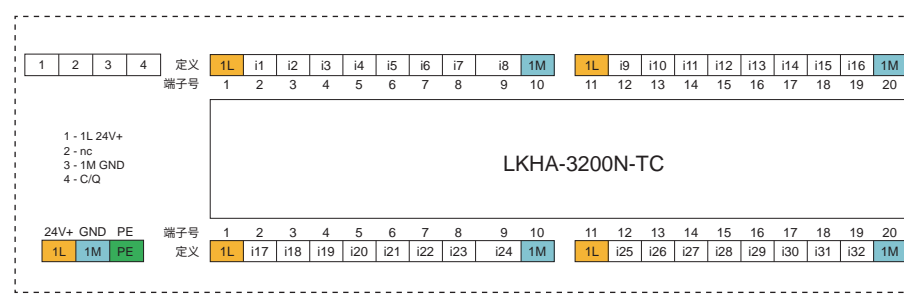 1 2 3 4 定义 1L i1 i2 i3 i4 i5 i6 i7 i8 1M 1L i9 i10 i11 i12 i13 i14 i15 i16 1M
端子号 1 2 3 4 5 6 7 8 9 10 11 12 13 14 15 16 17 18 19 20
1 - 1L 24V+
2 - nc
3 - 1M GND
4 - C/Q
LKHA-3200N-TC
24V+ GND PE 端子号 1 2 3 4 5 6 7 8 9 10 11 12 13 14 15 16 17 18 19 20
1L 1M PE 定义 1L i17 i18 i19 i20 i21 i22 i23 i24 1M 1L i25 i26 i27 i28 i29 i30 i31 i32 1M